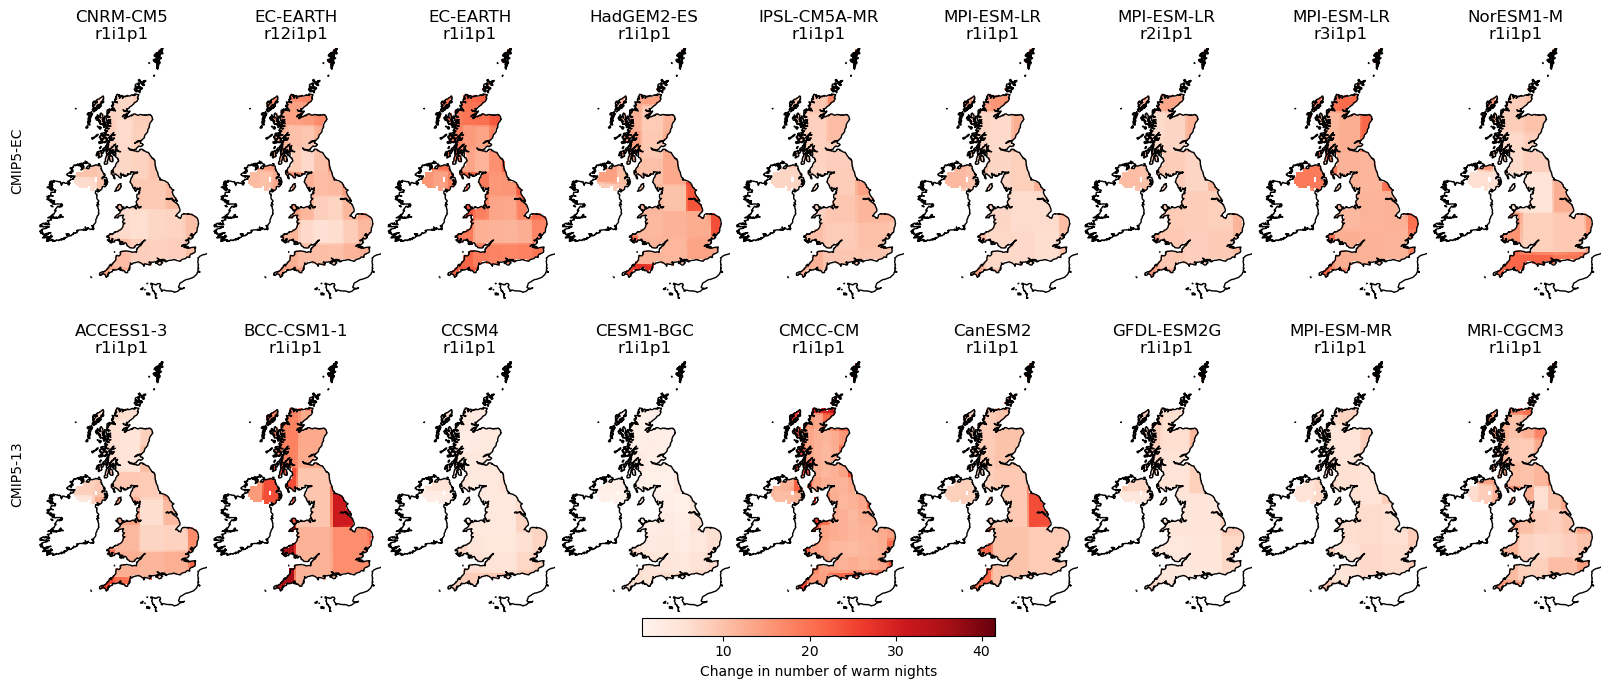 CNRM-CM5
r1i1p1
EC-EARTH
r12i1p1
EC-EARTH
r1i1p1
HadGEM2-ES
r1i1p1
IPSL-CM5A-MR
r1i1p1
MPI-ESM-LR
r1i1p1
MPI-ESM-LR
r2i1p1
MPI-ESM-LR
r3i1p1
NorESM1-M
r1i1p1
CMIP5-EC
ACCESS1-3
r1i1p1
BCC-CSM1-1
r1i1p1
CCSM4
r1i1p1
CESM1-BGC
r1i1p1
CMCC-CM
r1i1p1
CanESM2
r1i1p1
GFDL-ESM2G
r1i1p1
MPI-ESM-MR
r1i1p1
MRI-CGCM3
r1i1p1
CMIP5-13
10 20 30 40
Change in number of warm nights